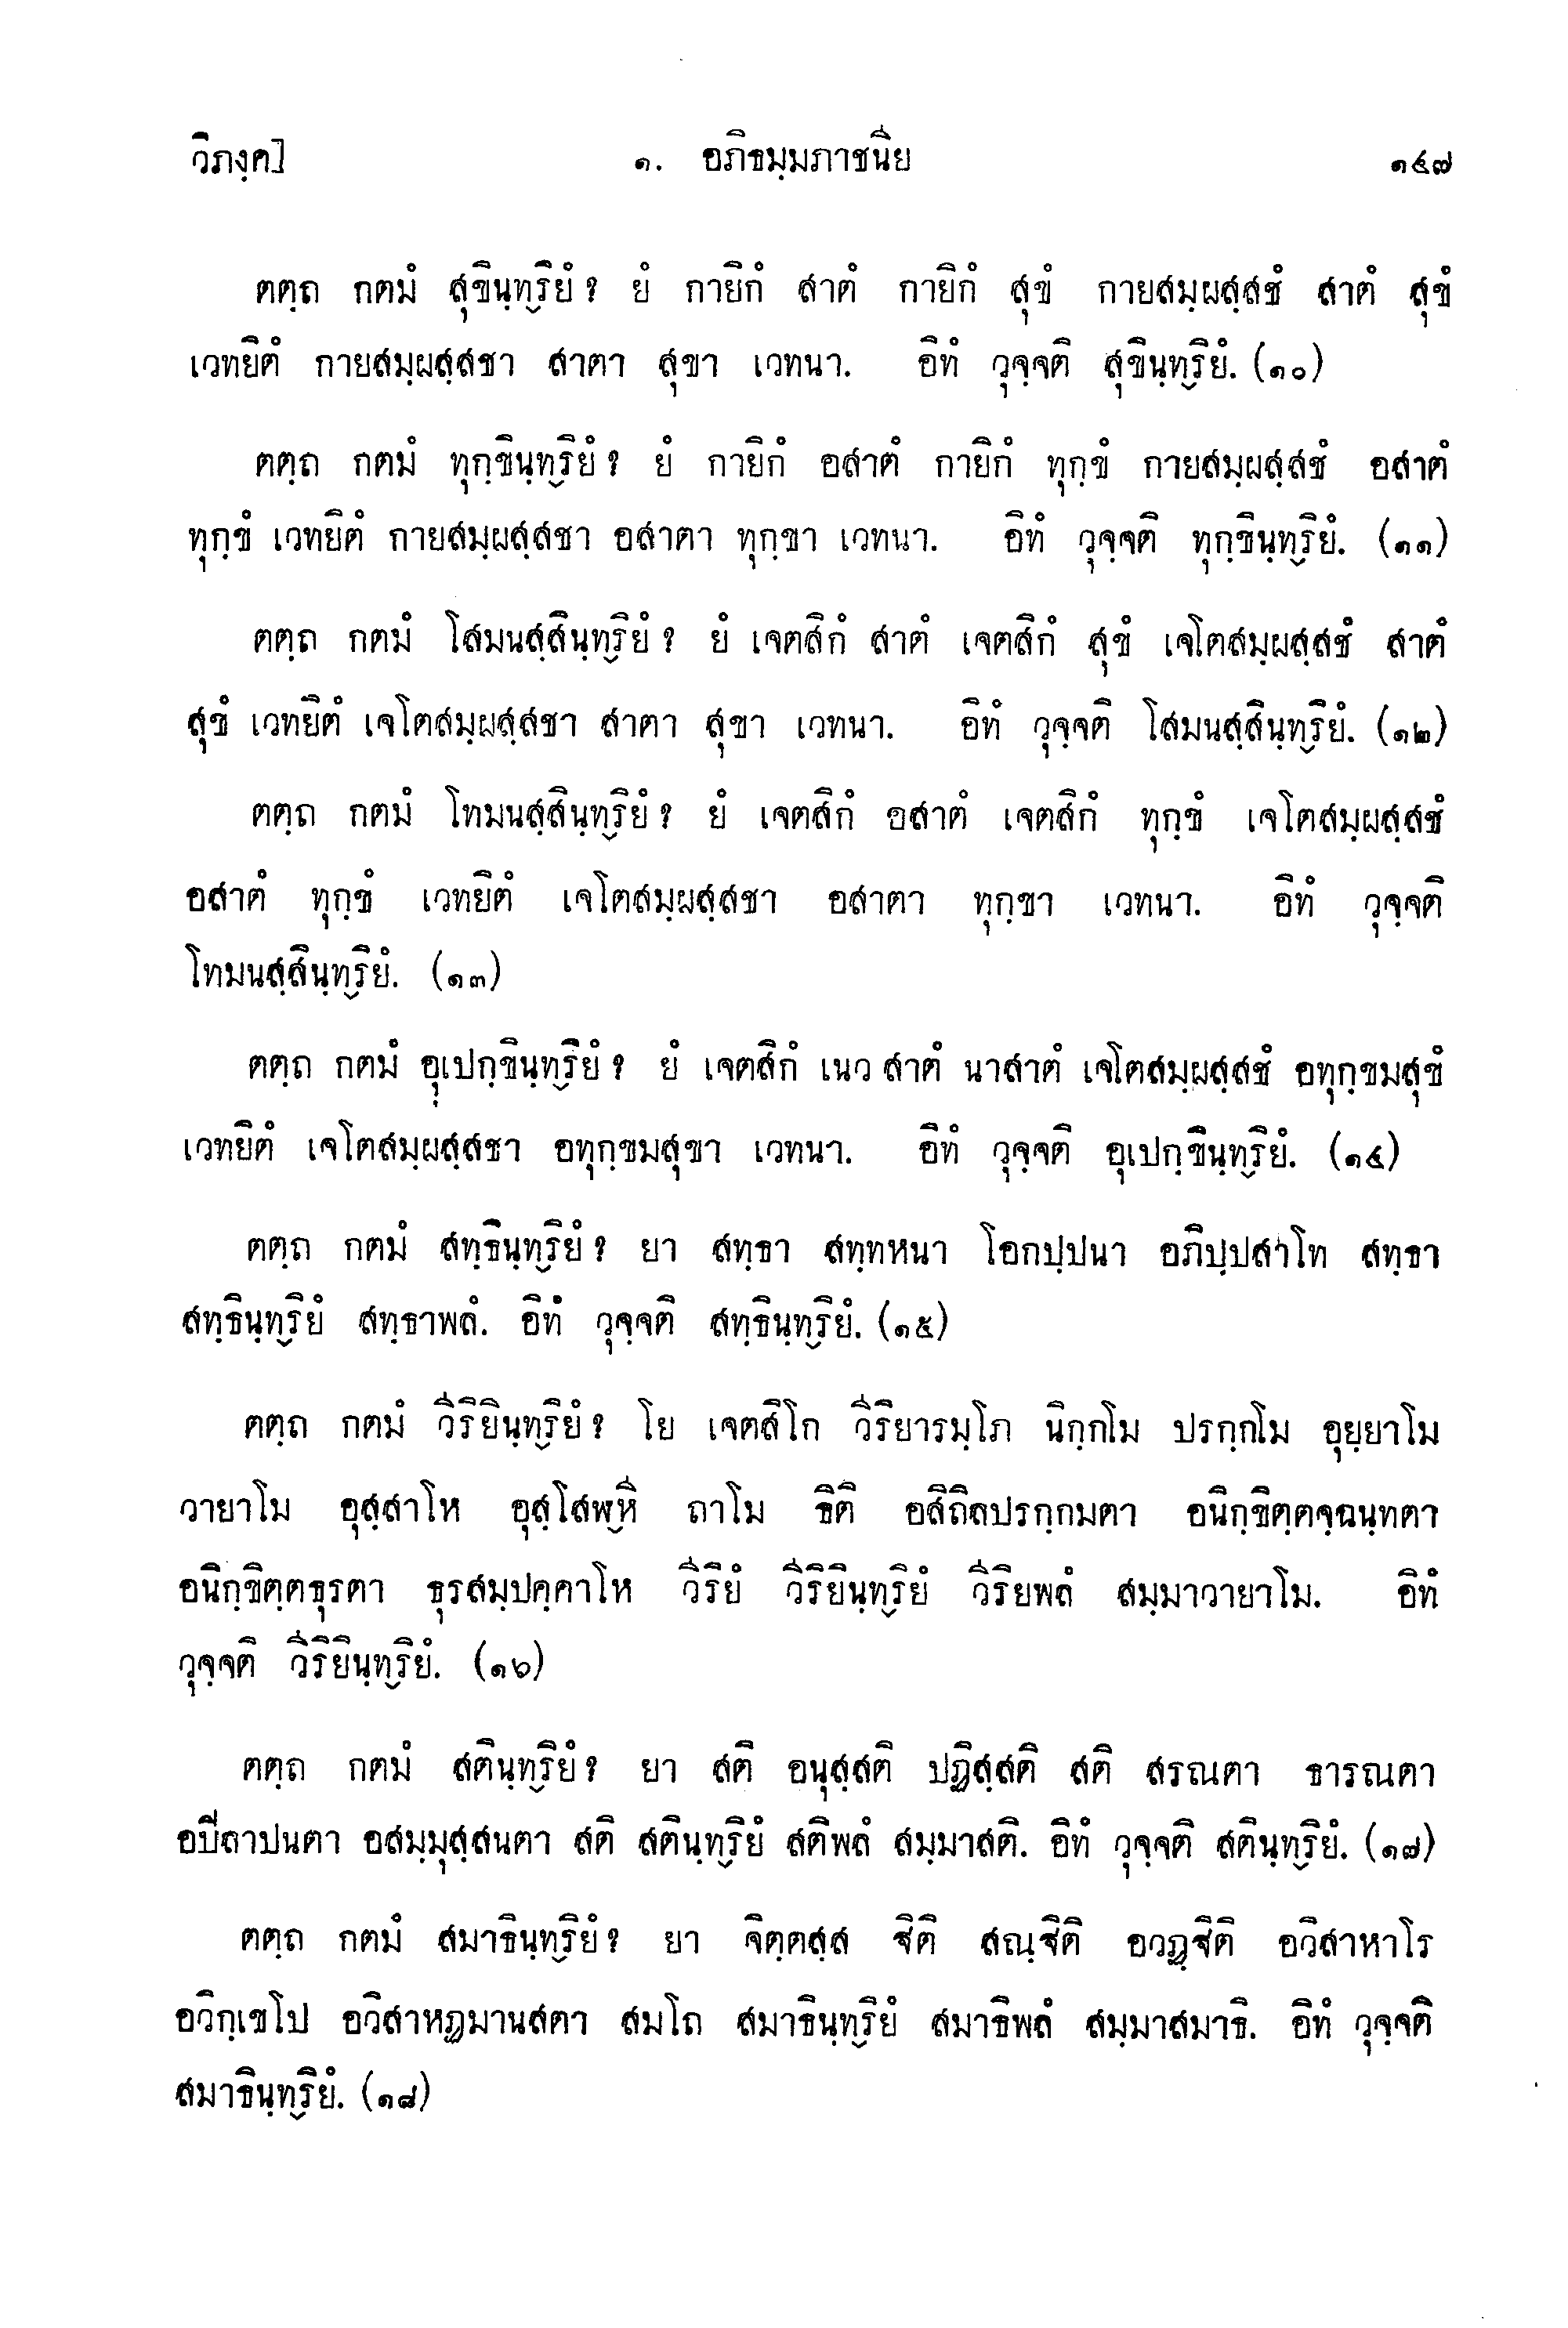 วิภงฺค] ๑. อภิธมฺมภาชนีย ๑๔๗
ตตฺถ กตมํ สุขินฺทฺริยํ? ยํ กายิกํ สาตํ กายิกํ สุขํ กายสมฺผสฺสชํ สาตํ สุขํ
เวทยิตํ กายสมฺผสฺสชา สาตา สุขา เวทนา. อิทํ วุจฺจติ สุขินฺทฺริยํ. (๑๐)
ตตฺถ กตมํ ทุกฺขินฺทฺริยํ? ยํ กายิกํ อสาตํ กายิกํ ทุกฺขํ กายสมฺผสฺสชํ อสาตํ
ทุกฺขํ เวทยิตํ กายสมฺผสฺสชา อสาตา ทุกฺขา เวทนา. อิทํ วุจฺจติ ทุกฺขินฺทฺริยํ. (๑๑)
ตตฺถ กตมํ โสมนสฺสินฺทฺริยํ? ยํ เจตสิกํ สาตํ เจตสิกํ สุขํ เจโตสมฺผสฺสชํ สาตํ
สุขํ เวทยิตํ เจโตสมฺผสฺสชา สาตา สุขา เวทนา. อิทํ วุจฺจติ โสมนสฺสินฺทฺริยํ. (๑๒)
ตตฺถ กตมํ โทมนสฺสินฺทฺริยํ? ยํ เจตสิกํ อสาตํ เจตสิกํ ทุกฺขํ เจโตสมฺผสฺสชํ
อสาตํ ทุกฺขํ เวทยิตํ เจโตสมฺผสฺสชา อสาตา ทุกฺขา เวทนา. อิทํ วุจฺจติ
โทมนสฺสินฺทฺริยํ. (๑๓)
ตตฺถ กตมํ อุเปกฺขินฺทฺริยํ? ยํ เจตสิกํ เนว สาตํ นาสาตํ เจโตสมฺผสฺสชํ อทุกฺขมสุขํ
เวทยิตํ เจโตสมฺผสฺสชา อทุกฺขมสุขา เวทนา. อิทํ วุจฺจติ อุเปกฺขินฺทฺริยํ. (๑๔)
ตตฺถ กตมํ สทฺธินฺทฺริยํ? ยา สทฺธา สทฺทหนา โอกปฺปนา อภิปฺปสาโท สทฺธา
สทฺธินฺทฺริยํ สทฺธาพลํ. อิทํ วุจฺจติ สทฺธินฺทฺริยํ. (๑๕)
ตตฺถ กตมํ วีริยินฺทฺริยํ? โย เจตสิโก วีริยารมฺโภ นิกฺกโม ปรกฺกโม อุยฺยาโม
วายาโม อุสฺสาโห อุสฺโสฬฺหี ถาโม ธิติ อสิถิลปรกฺกมตา อนิกฺขิตฺตจฺฉนฺทตา
อนิกฺขิตฺตธุรตา ธุรสมฺปคฺคาโห วีริยํ วีริยินฺทฺริยํ วีริยพลํ สมฺมาวายาโม. อิทํ
วุจฺจติ วีริยินฺทฺริยํ. (๑๖)
ตตฺถ กตมํ สตินฺทฺริยํ? ยา สติ อนุสฺสติ ปฏิสฺสติ สติ สรณตา ธารณตา
อปิลาปนตา อสมฺมุสฺสนตา สติ สตินฺทฺริยํ สติพลํ สมฺมาสติ. อิทํ วุจฺจติ สตินฺทฺริยํ. (๑๗)
ตตฺถ กตมํ สมาธินฺทฺริยํ? ยา จิตฺตสฺส ฐิติ สณฺฐิติ อวฏฺฐิติ อวิสาหาโร
อวิกฺเขโป อวิสาหฏมานสตา สมโถ สมาธินฺทฺริยํ สมาธิพลํ สมฺมาสมาธิ. อิทํ วุจฺจติ
สมาธินฺทฺริยํ. (๑๘)